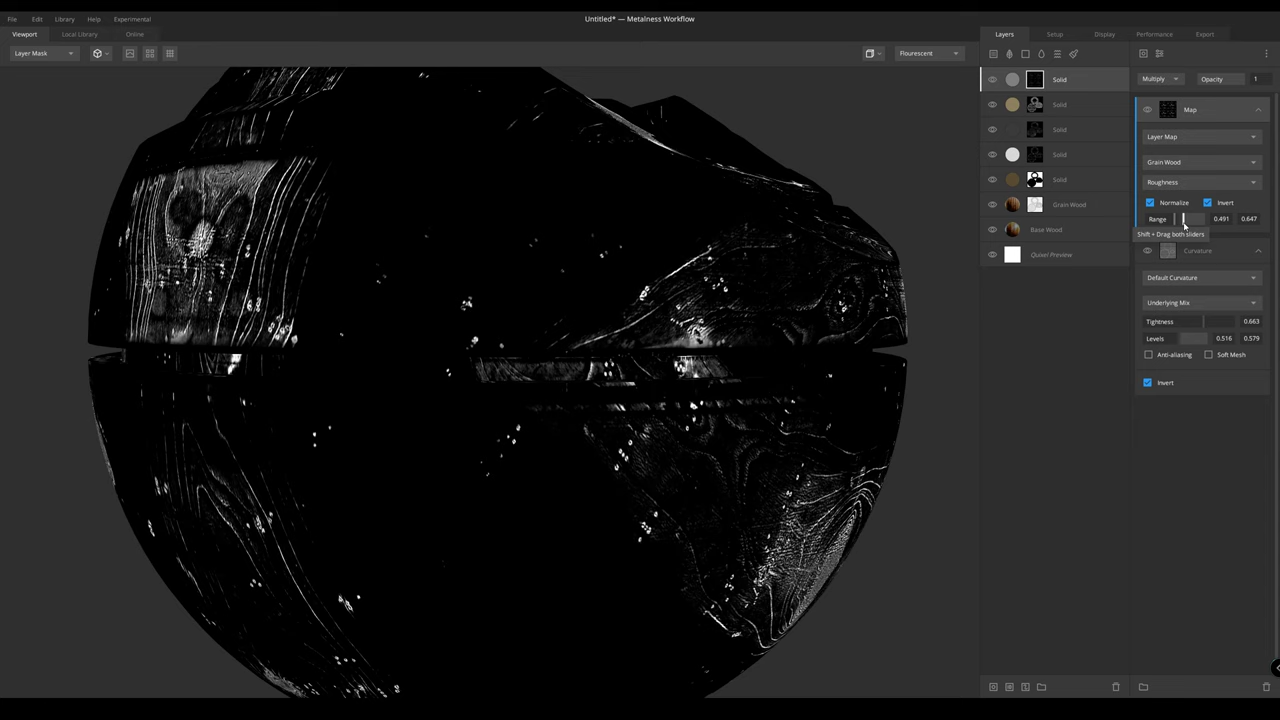 Untitled* — Metalness Workflow
File Edit Library Help Experimental
Viewport Local Library Online
Layer Mask
Flourescent
Layers Setup Display Performance Export
Solid
Solid
Solid
Solid
Solid
Grain Wood
Base Wood
Quixel Preview
Multiply Opacity 1
Map
Layer Map
Grain Wood
Roughness
Normalize Invert
Range 0.491 0.647
Shift + Drag both sliders
Curvature
Default Curvature
Underlying Mix
Tightness 0.663
Levels 0.516 0.579
Anti-aliasing Soft Mesh
Invert